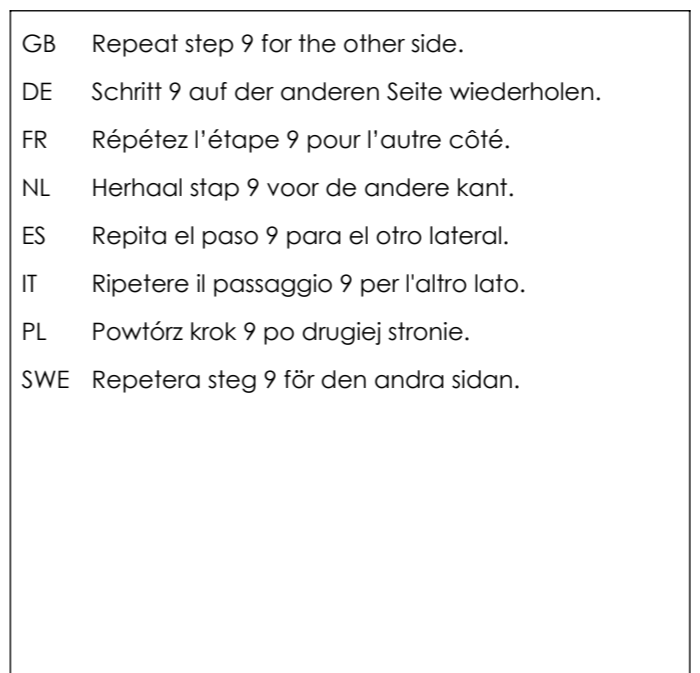 GB Repeat step 9 for the other side.
DE Schritt 9 auf der anderen Seite wiederholen.
FR Répétez l’étape 9 pour l’autre côté.
NL Herhaal stap 9 voor de andere kant.
ES Repita el paso 9 para el otro lateral.
IT Ripetere il passaggio 9 per l'altro lato.
PL Powtórz krok 9 po drugiej stronie.
SWE Repetera steg 9 för den andra sidan.